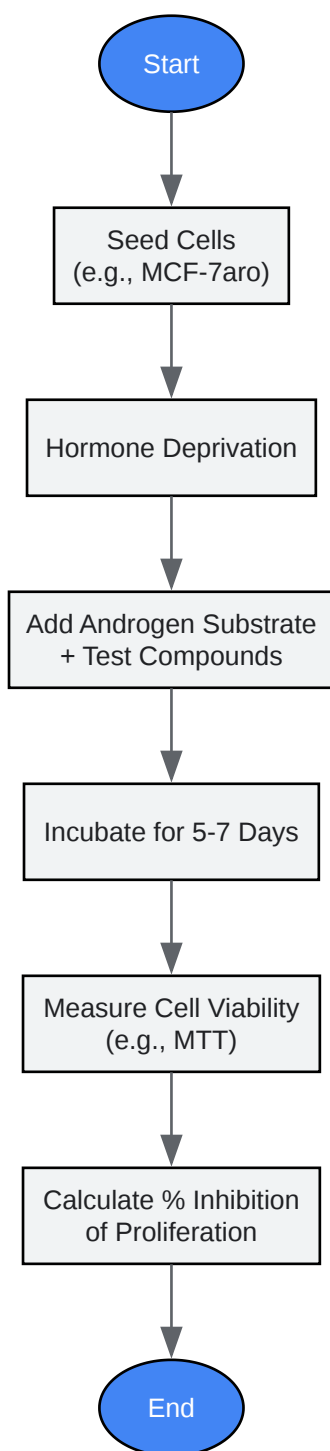 Start
Seed Cells
(e.g., MCF-7aro)
Hormone Deprivation
Add Androgen Substrate
+ Test Compounds
Incubate for 5-7 Days
Measure Cell Viability
(e.g., MTT)
Calculate % Inhibition
of Proliferation
End